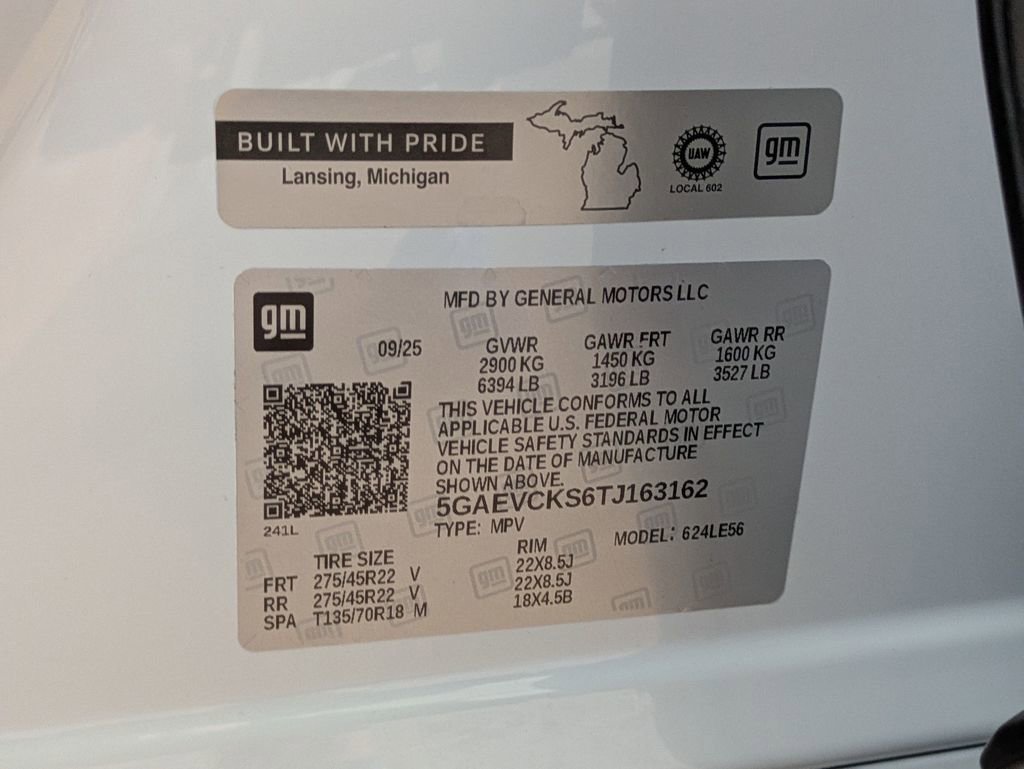 BUILT WITH PRIDE
Lansing, Michigan
UAW
LOCAL 602
gm
gm
MFD BY GENERAL MOTORS LLC
09/25
GVWR
2900 KG
6394 LB
GAWR FRT
1450 KG
3196 LB
GAWR RR
1600 KG
3527 LB
THIS VEHICLE CONFORMS TO ALL
APPLICABLE U.S. FEDERAL MOTOR
VEHICLE SAFETY STANDARDS IN EFFECT
ON THE DATE OF MANUFACTURE
SHOWN ABOVE.
5GAEVCKS6TJ163162
TYPE: MPV MODEL: 624LE56
241L
TIRE SIZE RIM
FRT 275/45R22 V 22X8.5J
RR 275/45R22 V 22X8.5J
SPA T135/70R18 M 18X4.5B